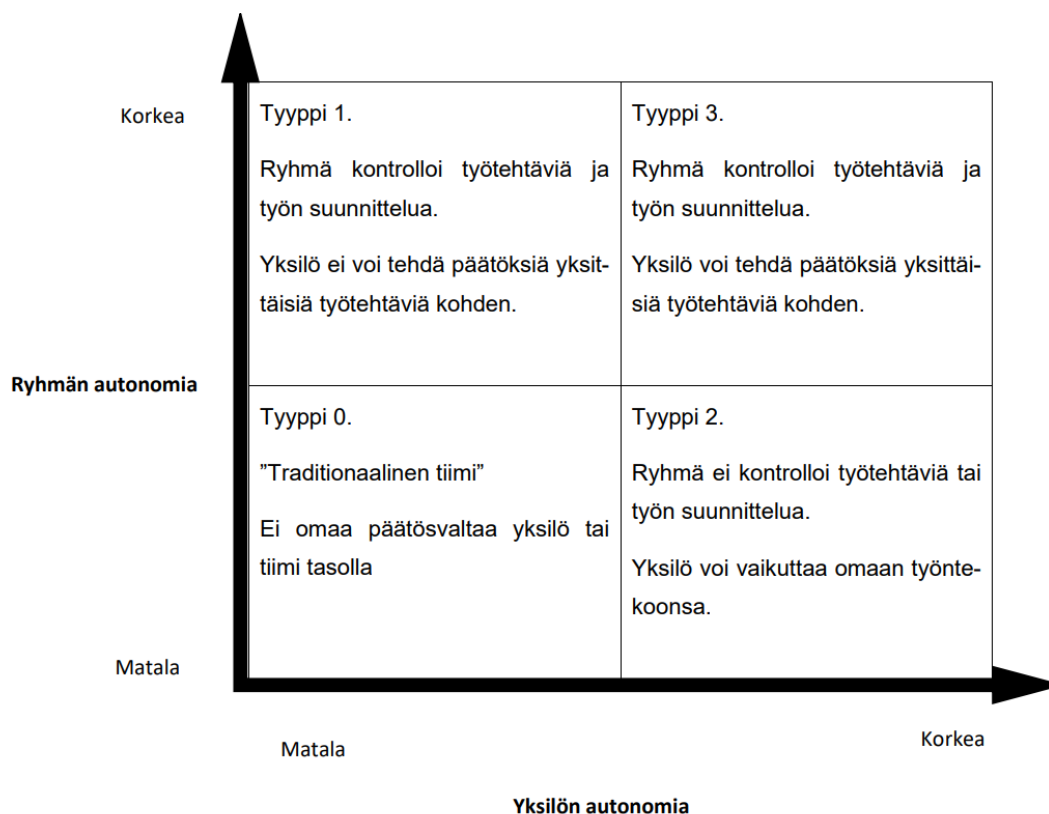 Korkea
Tyyppi 1.
Ryhmä kontrolloi työtehtäviä ja
työn suunnittelua.
Yksilö ei voi tehdä päätöksiä yksit-
täisiä työtehtäviä kohden.
Tyyppi 3.
Ryhmä kontrolloi työtehtäviä ja
työn suunnittelua.
Yksilö voi tehdä päätöksiä yksittäi-
siä työtehtäviä kohden.
Ryhmän autonomia
Tyyppi 0.
”Traditionaalinen tiimi”
Ei omaa päätösvaltaa yksilö tai
tiimi tasolla
Tyyppi 2.
Ryhmä ei kontrolloi työtehtäviä tai
työn suunnittelua.
Yksilö voi vaikuttaa omaan työnte-
koonsa.
Matala
Matala
Korkea
Yksilön autonomia